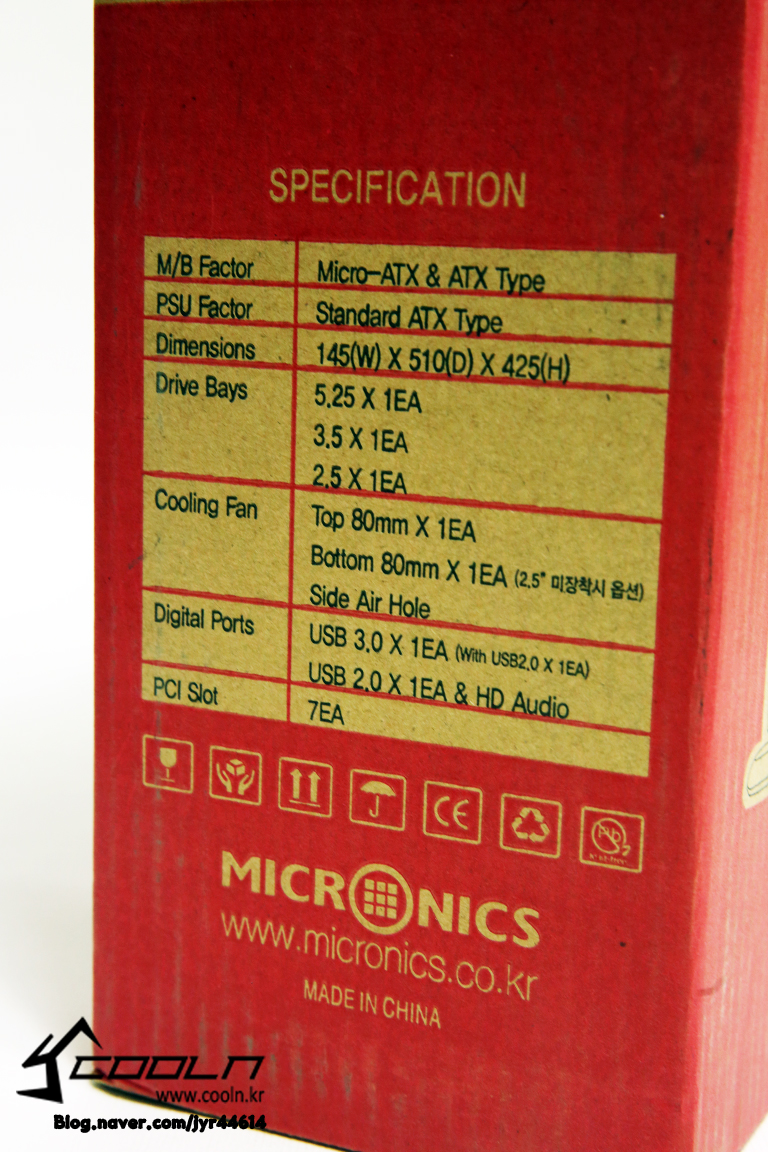 SPECIFICATION
M/B Factor Micro-ATX & ATX Type
PSU Factor Standard ATX Type
Dimensions 145(W) X 510(D) X 425(H)
Drive Bays 5.25 X 1EA
3.5 X 1EA
2.5 X 1EA
Cooling Fan Top 80mm X 1EA
Bottom 80mm X 1EA (2.5" 미장착시 옵션)
Side Air Hole
Digital Ports USB 3.0 X 1EA (With USB2.0 X 1EA)
USB 2.0 X 1EA & HD Audio
PCI Slot 7EA
CE
Pb
MICRONICS
www.micronics.co.kr
MADE IN CHINA
COOLN
www.cooln.kr
Blog.naver.com/jyr44614